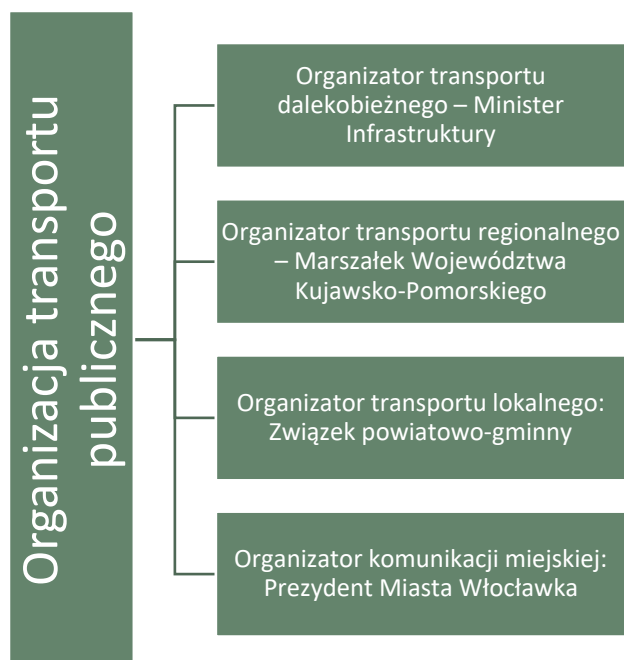 Organizacja transportu
publicznego
Organizator transportu
dalekobieżnego – Minister
Infrastruktury
Organizator transportu regionalnego
– Marszałek Województwa
Kujawsko-Pomorskiego
Organizator transportu lokalnego:
Związek powiatowo-gminny
Organizator komunikacji miejskiej:
Prezydent Miasta Włocławka